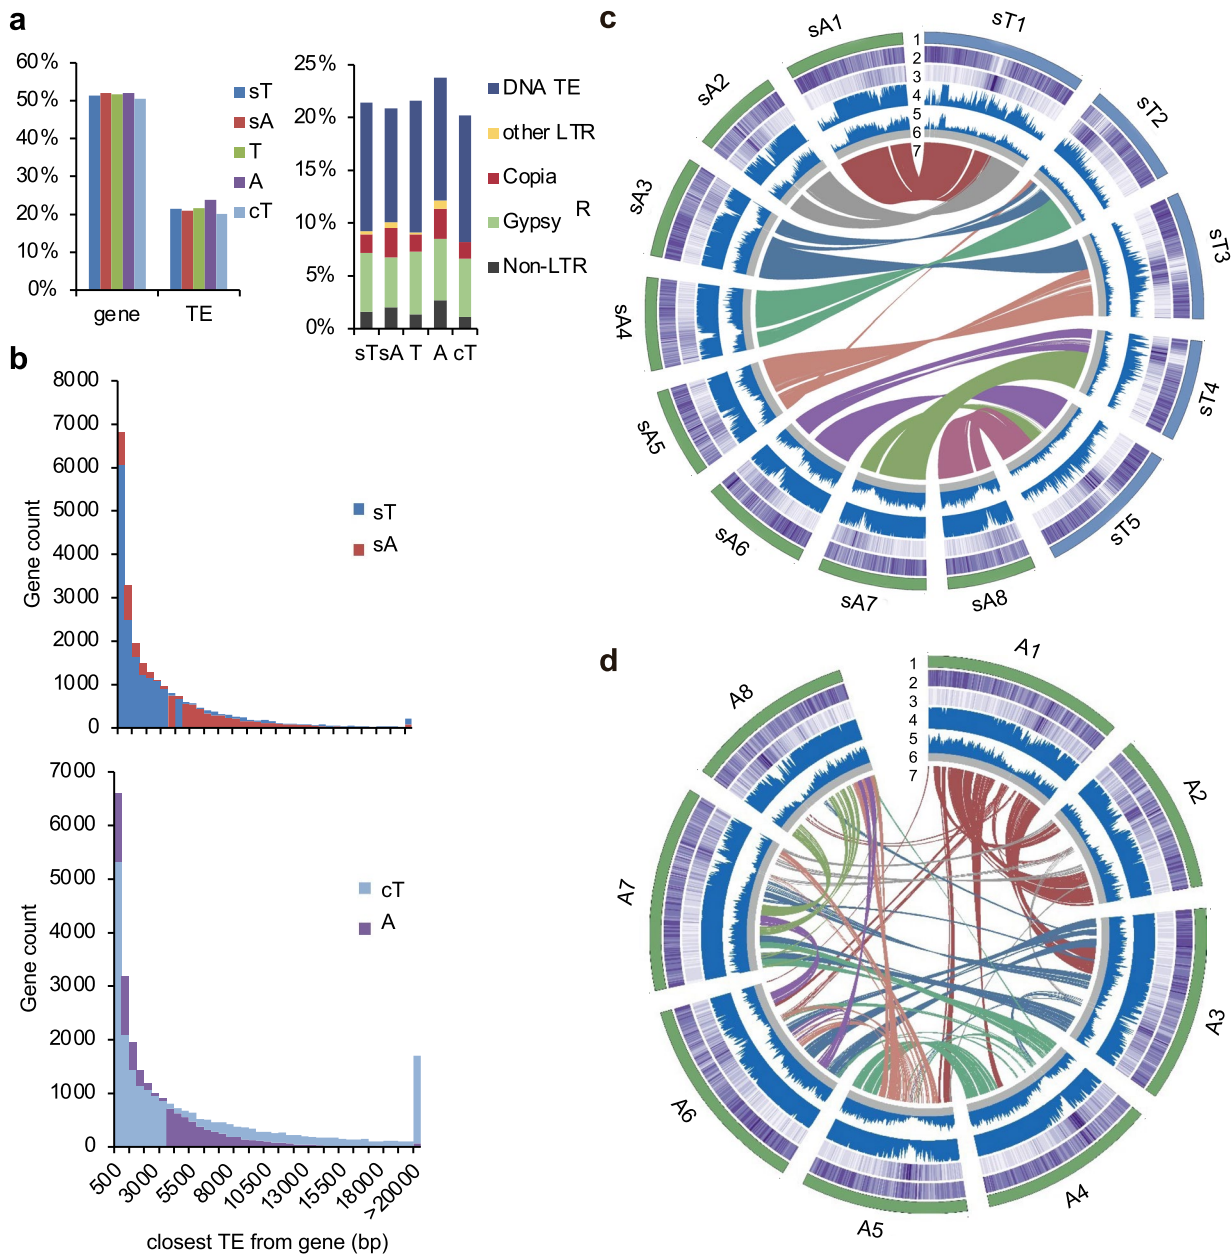 a
60%
50%
40%
30%
20%
10%
0%
gene
TE
sT
sA
T
A
cT
25%
20%
15%
10%
5%
0%
sT sA T A cT
DNA TE
other LTR
Copia
R
Gypsy
Non-LTR
b
8000
7000
6000
5000
4000
3000
2000
1000
0
Gene count
sT
sA
7000
6000
5000
4000
3000
2000
1000
0
Gene count
cT
A
500
3000
5500
8000
10500
13000
15500
18000
>20000
closest TE from gene (bp)
c
sA1
sT1
sA2
sT2
sA3
sT3
sA4
sT4
sA5
sT5
sA6
sA7
sA8
1
2
3
4
5
6
7
d
A1
A8
A2
A7
A3
A6
A4
A5
1
2
3
4
5
6
7